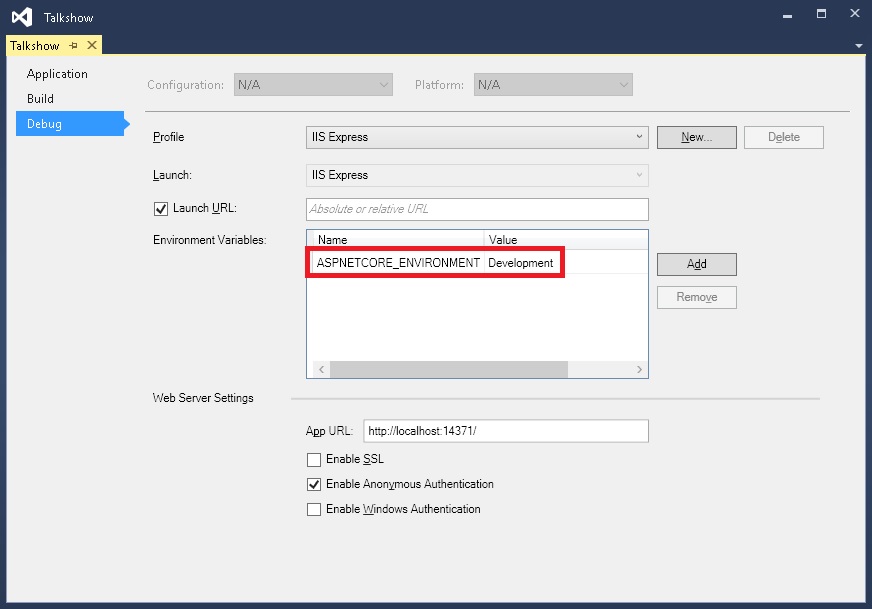 Talkshow
Talkshow
Application
Build
Debug
Configuration: N/A Platform: N/A
Profile IIS Express New... Delete
Launch: IIS Express
Launch URL: Absolute or relative URL
Environment Variables: Name Value
ASPNETCORE_ENVIRONMENT Development Add
Remove
Web Server Settings
App URL: http://localhost:14371/
Enable SSL
Enable Anonymous Authentication
Enable Windows Authentication